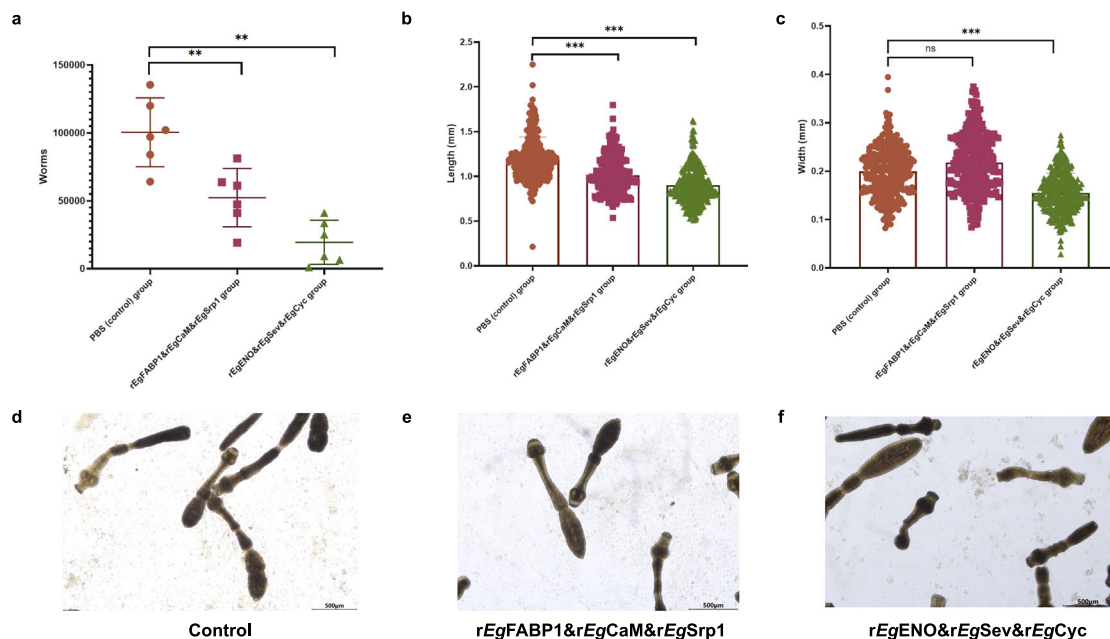 a
**
**
150000
100000
50000
0
Worms
PBS (control) group
rEgFABP1&rEgCaM&rEgSrp1 group
rEgENO&rEgSev&rEgCyc group
b
***
***
2.5
2.0
1.5
1.0
0.5
0.0
Length (mm)
PBS (control) group
rEgFABP1&rEgCaM&rEgSrp1 group
rEgENO&rEgSev&rEgCyc group
c
***
ns
0.5
0.4
0.3
0.2
0.1
0.0
Width (mm)
PBS (control) group
rEgFABP1&rEgCaM&rEgSrp1 group
rEgENO&rEgSev&rEgCyc group
d
500μm
Control
e
500μm
rEgFABP1&rEgCaM&rEgSrp1
f
500μm
rEgENO&rEgSev&rEgCyc